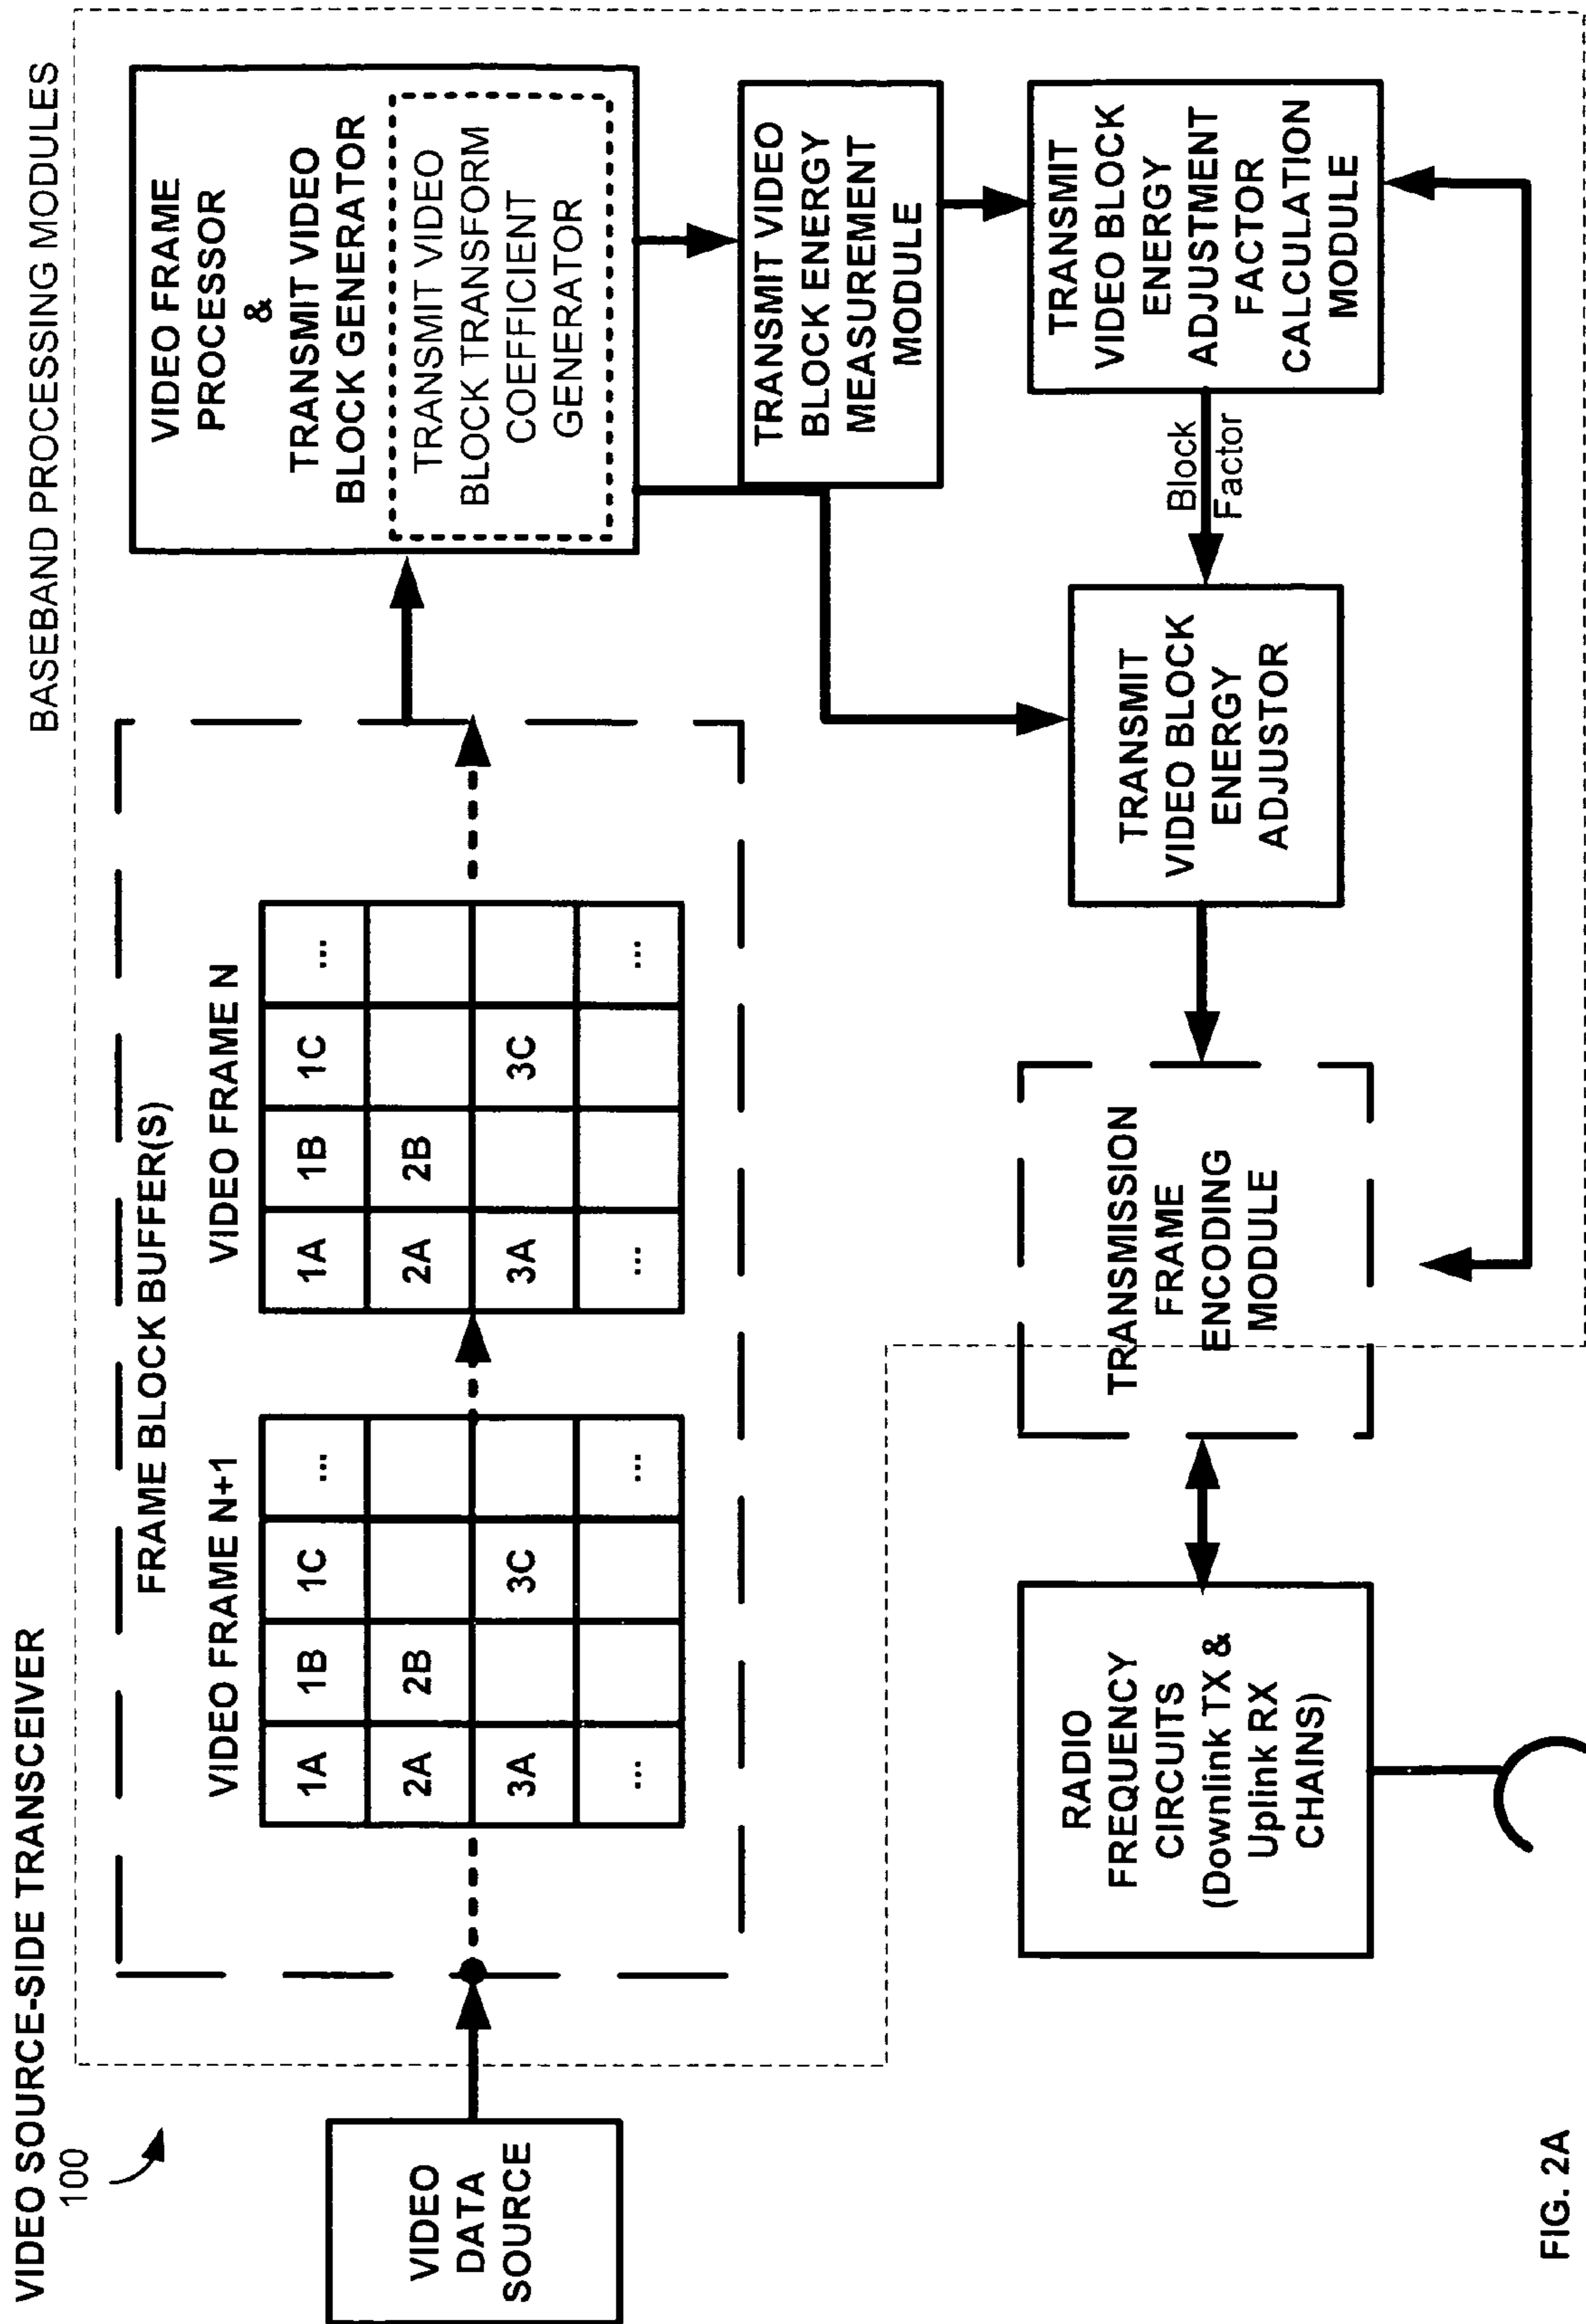 VIDEO SOURCE-SIDE TRANSCEIVER
100
BASEBAND PROCESSING MODULES
VIDEO
DATA
SOURCE
FRAME BLOCK BUFFER(S)
VIDEO FRAME N+1
1A 1B 1C ...
2A 2B
3A 3C
... ...
VIDEO FRAME N
1A 1B 1C ...
2A 2B
3A 3C
... ...
VIDEO FRAME
PROCESSOR
&
TRANSMIT VIDEO
BLOCK GENERATOR
TRANSMIT VIDEO
BLOCK TRANSFORM
COEFFICIENT
GENERATOR
TRANSMIT VIDEO
BLOCK ENERGY
MEASUREMENT
MODULE
TRANSMIT
VIDEO BLOCK
ENERGY
ADJUSTMENT
FACTOR
CALCULATION
MODULE
Block
Factor
TRANSMIT
VIDEO BLOCK
ENERGY
ADJUSTOR
TRANSMISSION
FRAME
ENCODING
MODULE
RADIO
FREQUENCY
CIRCUITS
(Downlink TX &
Uplink RX
CHAINS)
FIG. 2A